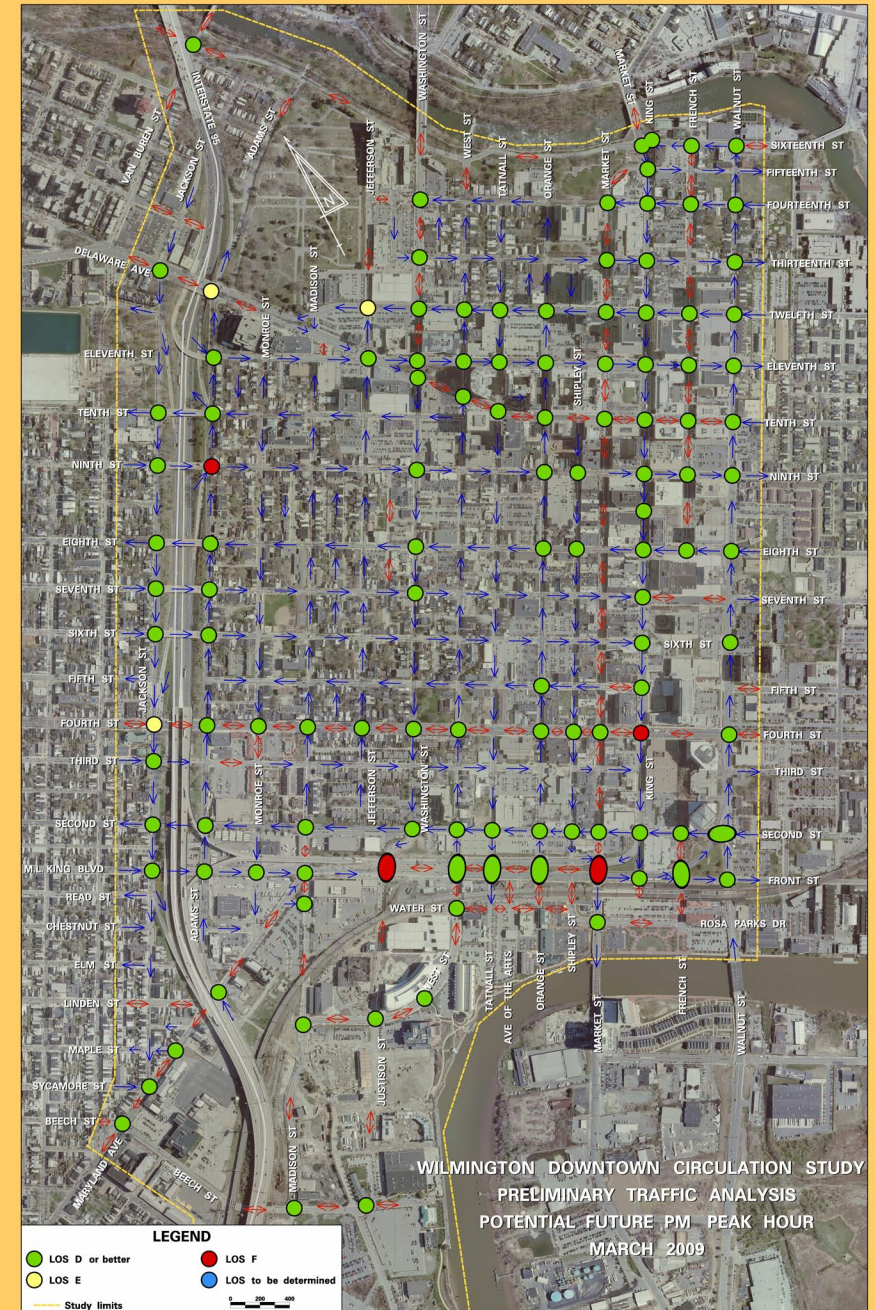 WASHINGTON ST
MARKET ST
KING ST
FRENCH ST
WALNUT ST
INTERSTATE 95
ADAMS ST
VAN BUREN ST
JACKSON ST
JEFFERSON ST
WEST ST
TATNALL ST
ORANGE ST
MARKET ST
SIXTEENTH ST
FIFTEENTH ST
FOURTEENTH ST
N
DELAWARE AVE
MADISON ST
THIRTEENTH ST
MONROE ST
TWELFTH ST
ELEVENTH ST
SHIPLEY ST
ELEVENTH ST
TENTH ST
TENTH ST
NINTH ST
NINTH ST
EIGHTH ST
EIGHTH ST
SEVENTH ST
SEVENTH ST
SIXTH ST
SIXTH ST
JACKSON ST
FIFTH ST
FIFTH ST
FOURTH ST
FOURTH ST
THIRD ST
MONROE ST
JEFFERSON ST
WASHINGTON ST
KING ST
THIRD ST
SECOND ST
SECOND ST
M.L. KING BLVD
FRONT ST
READ ST
WATER ST
ADAMS ST
CHESTNUT ST
ROSA PARKS DR
ELM ST
WEST ST
TATNALL ST
AVE OF THE ARTS
ORANGE ST
SHIPLEY ST
LINDEN ST
MARKET ST
FRENCH ST
WALNUT ST
MAPLE ST
JUSTISON ST
SYCAMORE ST
BEECH ST
MARYLAND AVE
BEECH ST
MADISON ST
WILMINGTON DOWNTOWN CIRCULATION STUDY
PRELIMINARY TRAFFIC ANALYSIS
POTENTIAL FUTURE PM PEAK HOUR
MARCH 2009
LEGEND
LOS D or better
LOS F
LOS E
LOS to be determined
Study limits
0 200 400